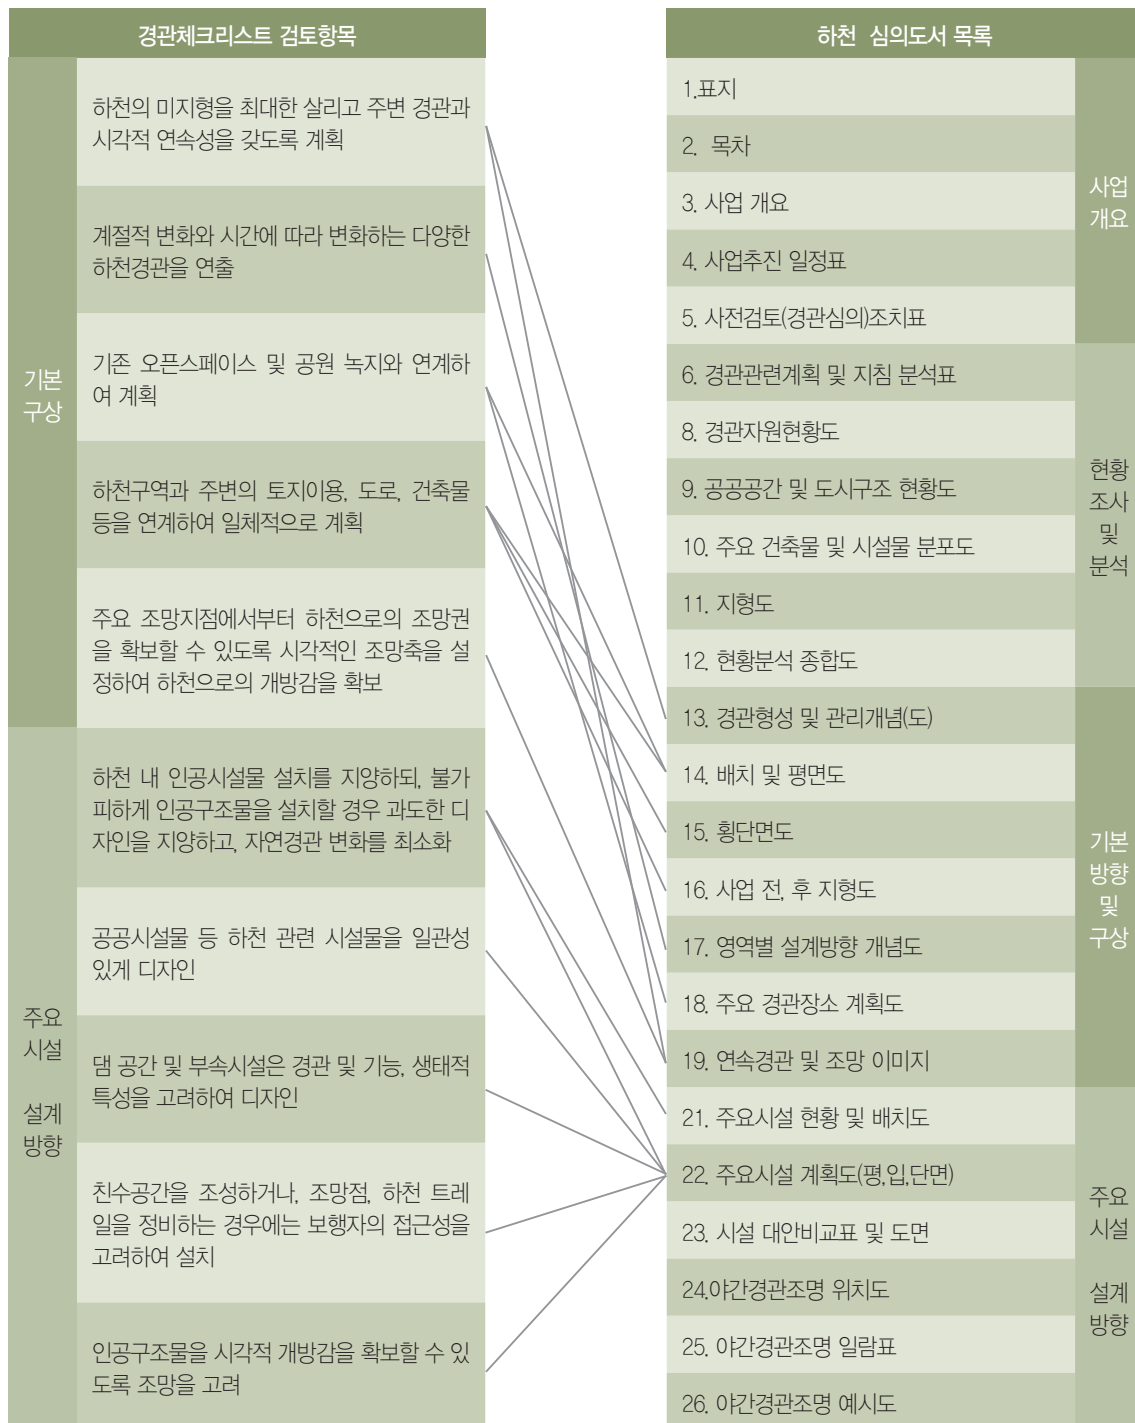 경관체크리스트 검토항목
기본
구상
하천의 미지형을 최대한 살리고 주변 경관과
시각적 연속성을 갖도록 계획
계절적 변화와 시간에 따라 변화하는 다양한
하천경관을 연출
기존 오픈스페이스 및 공원 녹지와 연계하
여 계획
하천구역과 주변의 토지이용, 도로, 건축물
등을 연계하여 일체적으로 계획
주요 조망지점에서부터 하천으로의 조망권
을 확보할 수 있도록 시각적인 조망축을 설
정하여 하천으로의 개방감을 확보
주요
시설
설계
방향
하천 내 인공시설물 설치를 지양하되, 불가
피하게 인공구조물을 설치할 경우 과도한 디
자인을 지양하고, 자연경관 변화를 최소화
공공시설물 등 하천 관련 시설물을 일관성
있게 디자인
댐 공간 및 부속시설은 경관 및 기능, 생태적
특성을 고려하여 디자인
친수공간을 조성하거나, 조망점, 하천 트레
일을 정비하는 경우에는 보행자의 접근성을
고려하여 설치
인공구조물을 시각적 개방감을 확보할 수 있
도록 조망을 고려
하천 심의도서 목록
1.표지
2. 목차
3. 사업 개요
4. 사업추진 일정표
5. 사전검토(경관심의)조치표
사업
개요
6. 경관관련계획 및 지침 분석표
8. 경관자원현황도
9. 공공공간 및 도시구조 현황도
10. 주요 건축물 및 시설물 분포도
11. 지형도
12. 현황분석 종합도
현황
조사
및
분석
13. 경관형성 및 관리개념(도)
14. 배치 및 평면도
15. 횡단면도
16. 사업 전, 후 지형도
17. 영역별 설계방향 개념도
18. 주요 경관장소 계획도
19. 연속경관 및 조망 이미지
기본
방향
및
구상
21. 주요시설 현황 및 배치도
22. 주요시설 계획도(평,입,단면)
23. 시설 대안비교표 및 도면
24.야간경관조명 위치도
25. 야간경관조명 일람표
26. 야간경관조명 예시도
주요
시설
설계
방향